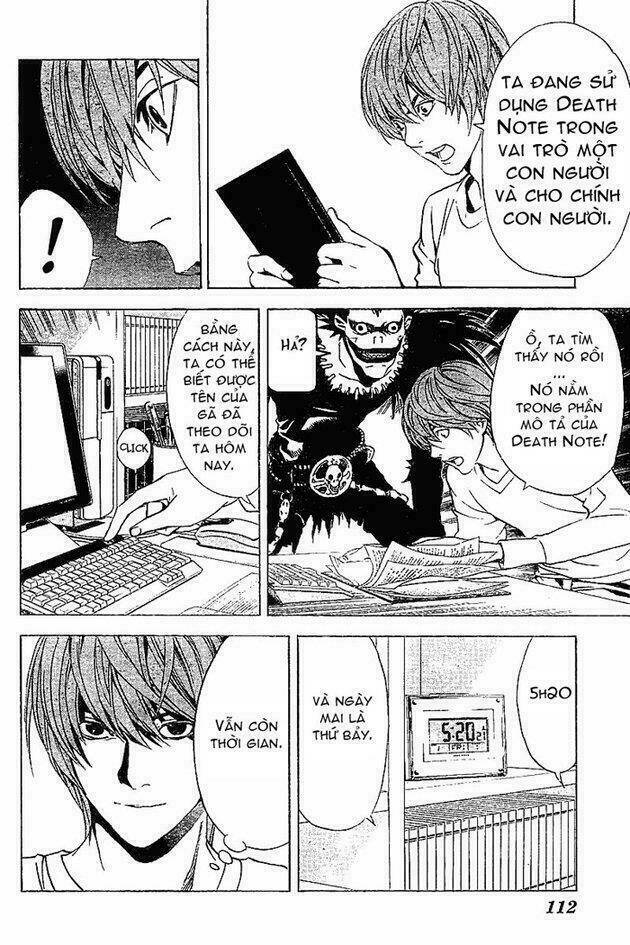 TA ĐANG SỬ
DỤNG DEATH
NOTE TRONG
VAI TRÒ MỘT
CON NGƯỜI
VÀ CHO CHÍNH
CON NGƯỜI.
!
Ồ, TA TÌM
THẤY NÓ RỒI
...
NÓ NẰM
TRONG PHẦN
MÔ TẢ CỦA
DEATH NOTE!
HẢ?
BẰNG
CÁCH NÀY,
TA CÓ THỂ
BIẾT ĐƯỢC
TÊN CỦA
GÃ ĐÃ
THEO DÕI
TA HÔM
NAY.
CLICK
5H20
5:20 21
FRI
VÀ NGÀY
MAI LÀ
THỨ BẢY.
VẪN CÒN
THỜI GIAN.
112